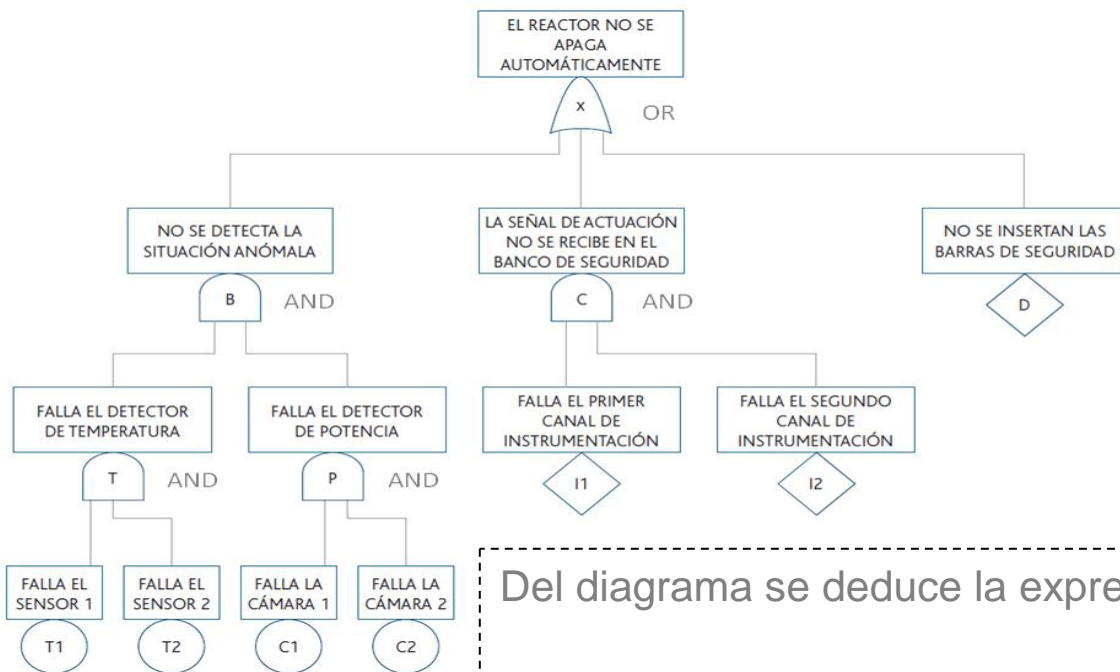 EL REACTOR NO SE
APAGA
AUTOMÁTICAMENTE
X
OR
NO SE DETECTA LA
SITUACIÓN ANÓMALA
B
AND
LA SEÑAL DE ACTUACIÓN
NO SE RECIBE EN EL
BANCO DE SEGURIDAD
C
AND
NO SE INSERTAN LAS
BARRAS DE SEGURIDAD
D
FALLA EL DETECTOR
DE TEMPERATURA
T
AND
FALLA EL DETECTOR
DE POTENCIA
P
AND
FALLA EL PRIMER
CANAL DE
INSTRUMENTACIÓN
I1
FALLA EL SEGUNDO
CANAL DE
INSTRUMENTACIÓN
I2
FALLA EL
SENSOR 1
T1
FALLA EL
SENSOR 2
T2
FALLA LA
CÁMARA 1
C1
FALLA LA
CÁMARA 2
C2
Del diagrama se deduce la expre